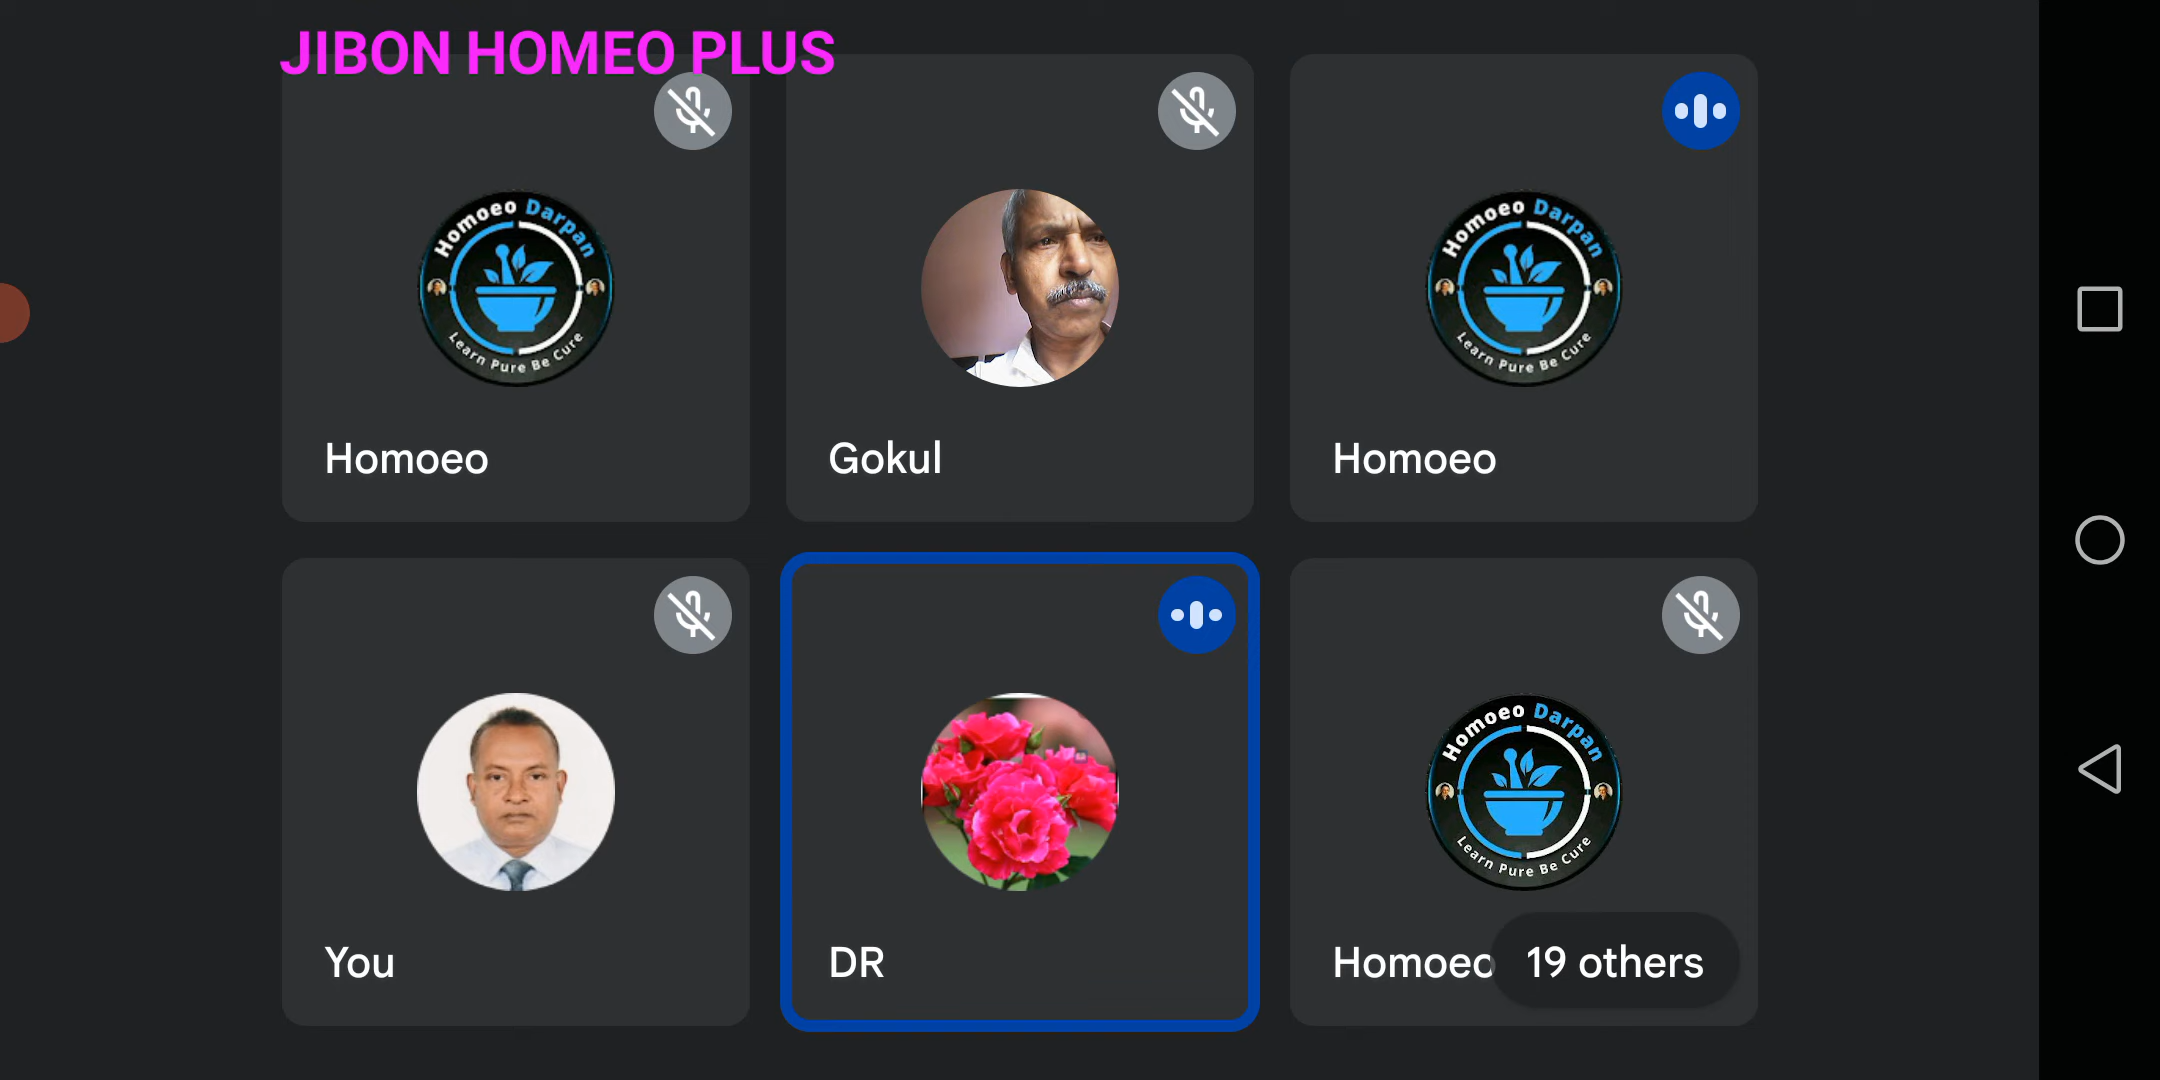 JIBON HOMEO PLUS
Homoeo Darpan
Learn Pure Be Cure
Homoeo
Gokul
Homoeo Darpan
Learn Pure Be Cure
Homoeo
You
DR
Homoeo Darpan
Learn Pure Be Cure
Homoeo
19 others